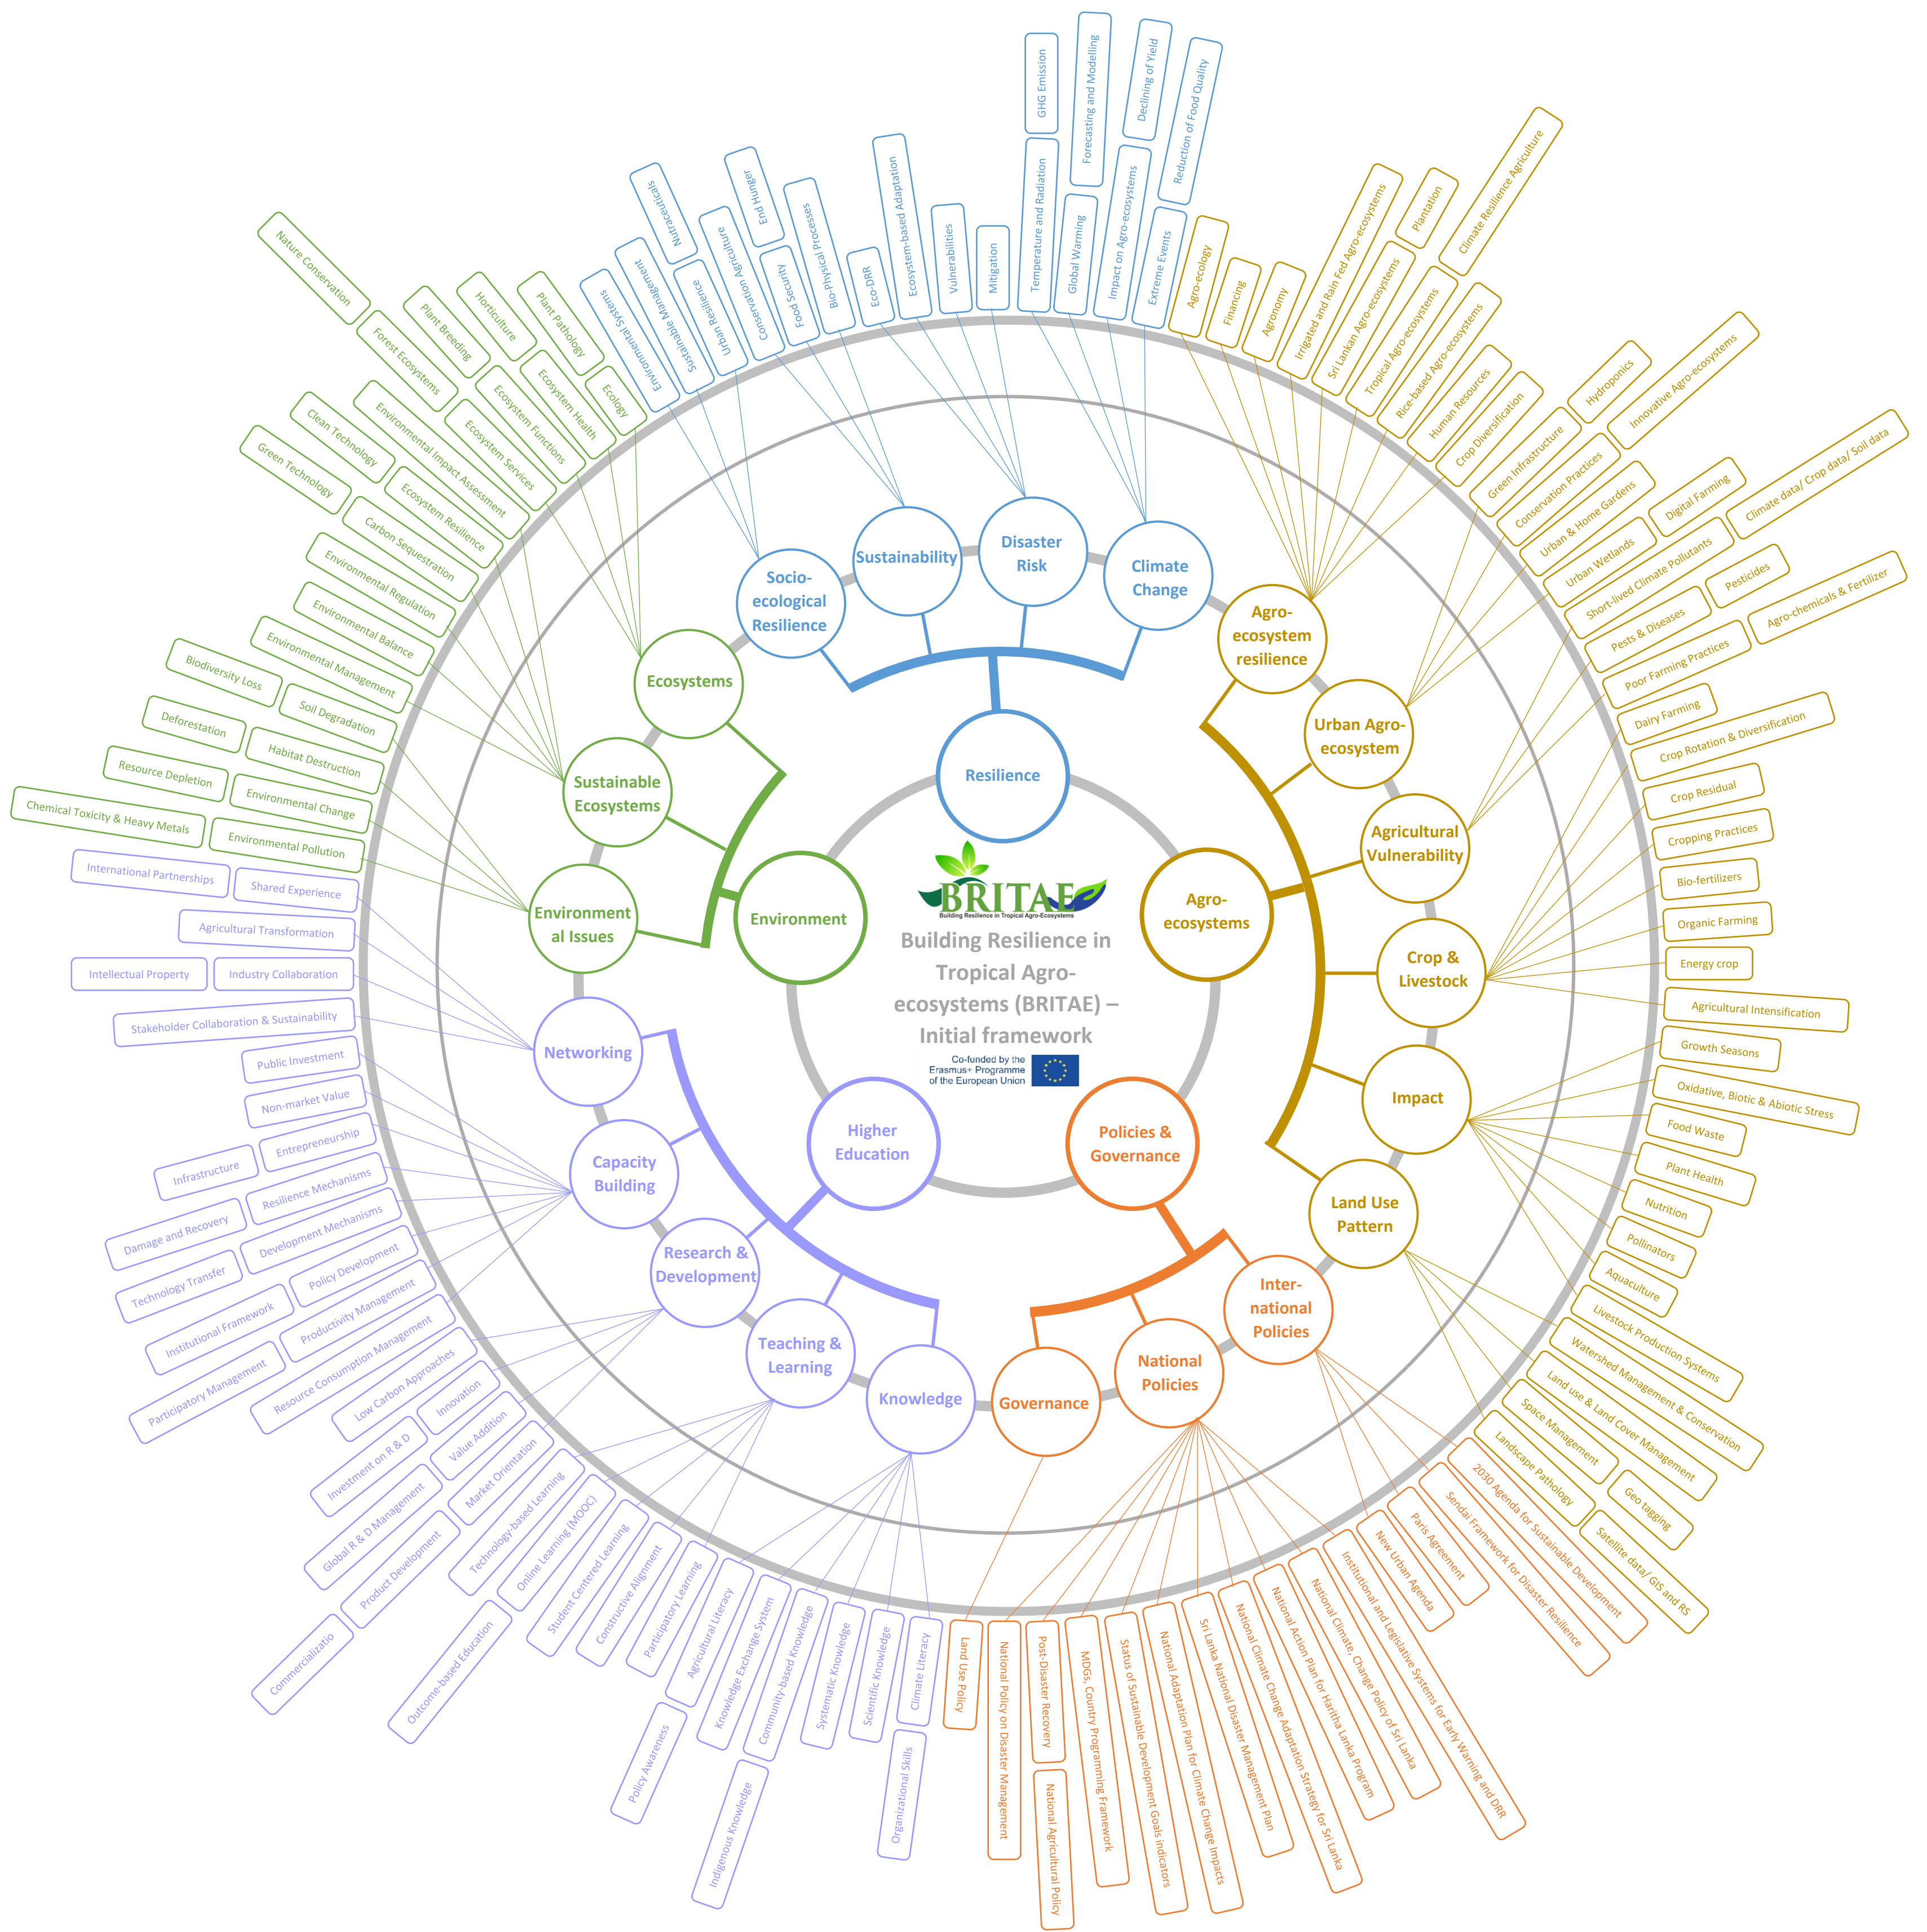 BRITAE
Building Resilience in Tropical Agro-Ecosystems
Building Resilience in
Tropical Agro-
ecosystems (BRITAE) –
Initial framework
Co-funded by the
Erasmus+ Programme
of the European Union
Resilience
Agro-
ecosystems
Policies &
Governance
Higher
Education
Environment
Socio-
ecological
Resilience
Sustainability
Disaster
Risk
Climate
Change
Agro-
ecosystem
resilience
Urban Agro-
ecosystem
Agricultural
Vulnerability
Crop &
Livestock
Impact
Land Use
Pattern
Inter-
national
Policies
National
Policies
Governance
Knowledge
Teaching &
Learning
Research &
Development
Capacity
Building
Networking
Environment
al Issues
Sustainable
Ecosystems
Ecosystems
Environmental Systems
Sustainable Management
Nutraceuticals
Urban Resilience
Conservation Agriculture
Food Security
End Hunger
Bio-Physical Processes
Eco-DRR
Ecosystem-based Adaptation
Vulnerabilities
Mitigation
Temperature and Radiation
GHG Emission
Global Warming
Forecasting and Modelling
Impact on Agro-ecosystems
Declining of Yield
Extreme Events
Reduction of Food Quality
Agro-ecology
Financing
Agronomy
Irrigated and Rain Fed Agro-ecosystems
Sri Lankan Agro-ecosystems
Plantation
Tropical Agro-ecosystems
Climate Resilience Agriculture
Rice-based Agro-ecosystems
Human Resources
Crop Diversification
Green Infrastructure
Hydroponics
Conservation Practices
Innovative Agro-ecosystems
Urban & Home Gardens
Urban Wetlands
Digital Farming
Short-lived Climate Pollutants
Climate data/ Crop data/ Soil data
Pests & Diseases
Pesticides
Poor Farming Practices
Agro-chemicals & Fertilizer
Dairy Farming
Crop Rotation & Diversification
Crop Residual
Cropping Practices
Bio-fertilizers
Organic Farming
Energy crop
Agricultural Intensification
Growth Seasons
Oxidative, Biotic & Abiotic Stress
Food Waste
Plant Health
Nutrition
Pollinators
Aquaculture
Livestock Production Systems
Watershed Management & Conservation
Land use & Land Cover Management
Space Management
Geo tagging
Landscape Pathology
Satellite data/ GIS and RS
2030 Agenda for Sustainable Development
Sendai Framework for Disaster Resilience
Paris Agreement
New Urban Agenda
Institutional and Legislative Systems for Early Warning and DRR
National Climate, Change Policy of Sri Lanka
National Action Plan for Haritha Lanka Program
National Climate Change Adaptation Strategy for Sri Lanka
Sri Lanka National Disaster Management Plan
National Adaptation Plan for Climate Change Impacts
Status of Sustainable Development Goals indicators
MDGs, Country Programming Framework
Post-Disaster Recovery
National Agricultural Policy
National Policy on Disaster Management
Land Use Policy
Climate Literacy
Organizational Skills
Scientific Knowledge
Systematic Knowledge
Community-based Knowledge
Indigenous Knowledge
Knowledge Exchange System
Agricultural Literacy
Policy Awareness
Participatory Learning
Constructive Alignment
Student Centered Learning
Online Learning (MOOC)
Outcome-based Education
Technology-based Learning
Market Orientation
Product Development
Commercializatio
Value Addition
Global R & D Management
Innovation
Investment on R & D
Low Carbon Approaches
Resource Consumption Management
Productivity Management
Participatory Management
Policy Development
Institutional Framework
Development Mechanisms
Technology Transfer
Resilience Mechanisms
Damage and Recovery
Entrepreneurship
Infrastructure
Non-market Value
Public Investment
Stakeholder Collaboration & Sustainability
Industry Collaboration
Intellectual Property
Agricultural Transformation
Shared Experience
International Partnerships
Environmental Pollution
Chemical Toxicity & Heavy Metals
Environmental Change
Resource Depletion
Habitat Destruction
Deforestation
Soil Degradation
Biodiversity Loss
Environmental Management
Environmental Balance
Environmental Regulation
Carbon Sequestration
Green Technology
Ecosystem Resilience
Clean Technology
Environmental Impact Assessment
Ecosystem Services
Forest Ecosystems
Nature Conservation
Ecosystem Functions
Plant Breeding
Ecosystem Health
Horticulture
Ecology
Plant Pathology